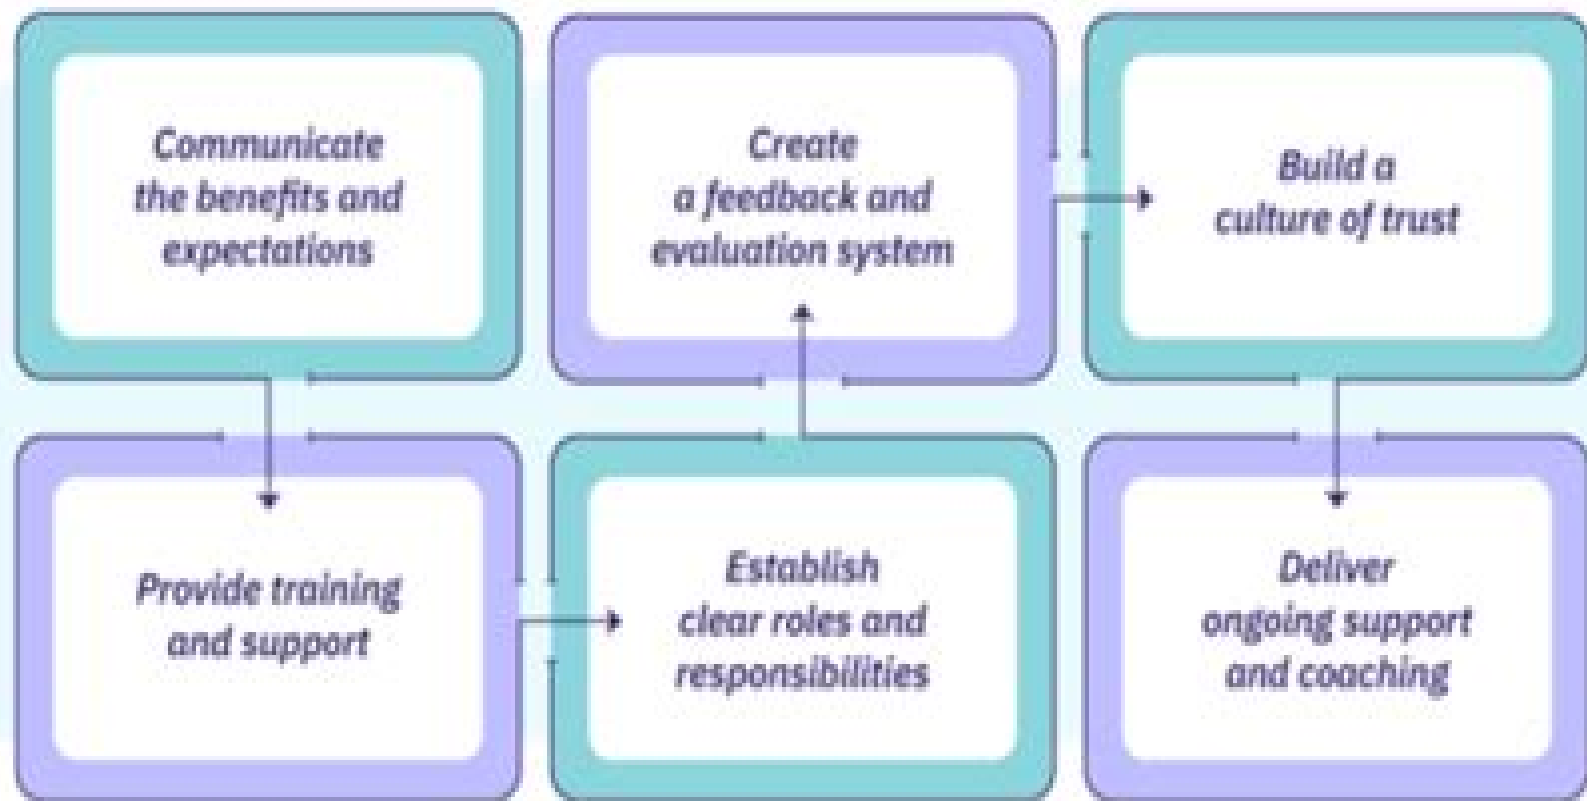 Communicate
the benefits and
expectations
Provide training
and support
Establish
clear roles and
responsibilities
Create
a feedback and
evaluation system
Build a
culture of trust
Deliver
ongoing support
and coaching